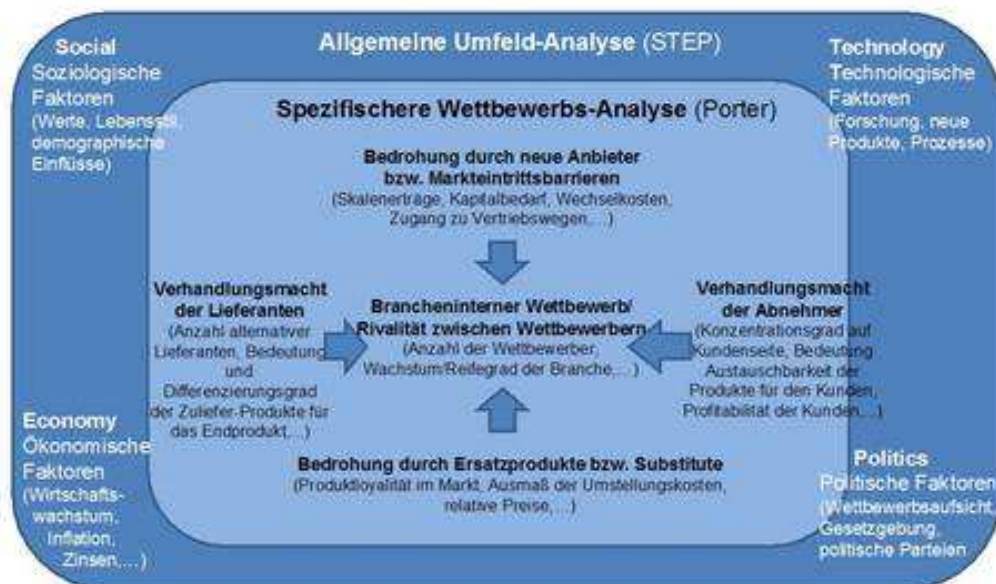 Allgemeine Umfeld-Analyse (STEP)
Social
Soziologische
Faktoren
(Werte, Lebensstil,
demographische
Einflüsse)
Technology
Technologische
Faktoren
(Forschung, neue
Produkte, Prozesse)
Spezifischere Wettbewerbs-Analyse (Porter)
Bedrohung durch neue Anbieter
bzw. Markteintrittsbarrieren
(Skalenerträge, Kapitalbedarf, Wechselkosten,
Zugang zu Vertriebswegen,...)
Verhandlungsmacht
der Lieferanten
(Anzahl alternativer
Lieferanten, Bedeutung
und
Differenzierungsgrad
der Zuliefer-Produkte für
das Endprodukt,...)
Brancheninterner Wettbewerb/
Rivalität zwischen Wettbewerbern
(Anzahl der Wettbewerber,
Wachstum/Reifegrad der Branche,...)
Verhandlungsmacht
der Abnehmer
(Konzentrationsgrad auf
Kundenseite, Bedeutung
Austauschbarkeit der
Produkte für den Kunden,
Profitabilität der Kunden,...)
Bedrohung durch Ersatzprodukte bzw. Substitute
(Produktloyalität im Markt, Ausmaß der Umstellungskosten,
relative Preise,...)
Economy
Ökonomische
Faktoren
(Wirtschafts-
wachstum,
Inflation,
Zinsen,...)
Politics
Politische Faktoren
(Wettbewerbsaufsicht,
Gesetzgebung,
politische Parteien